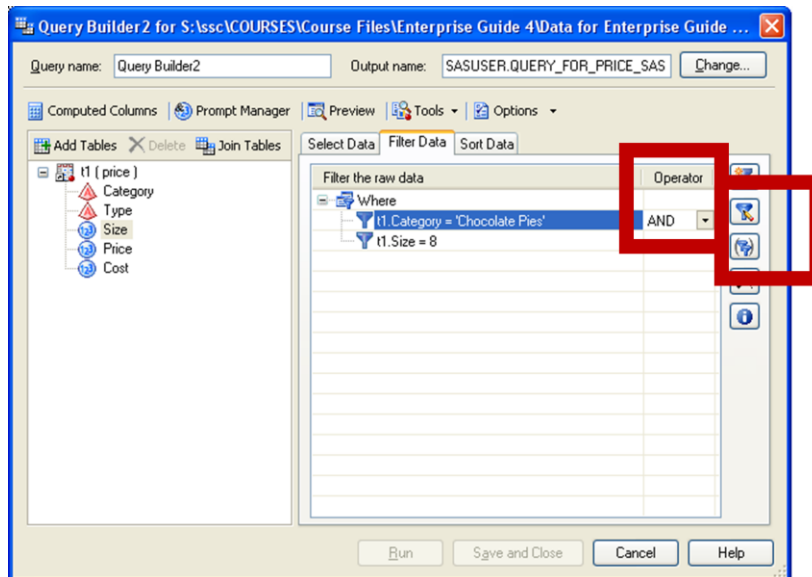 Query Builder2 for S:\ssc\COURSES\Course Files\Enterprise Guide 4\Data for Enterprise Guide ...
Query name: Query Builder2 Output name: SASUSER.QUERY_FOR_PRICE_SAS Change...
Computed Columns Prompt Manager Preview Tools Options
Add Tables Delete Join Tables Select Data Filter Data Sort Data
t1 ( price ) Filter the raw data Operator
Category Where
Type t1.Category = 'Chocolate Pies' AND
Size t1.Size = 8
Price
Cost
Run Save and Close Cancel Help